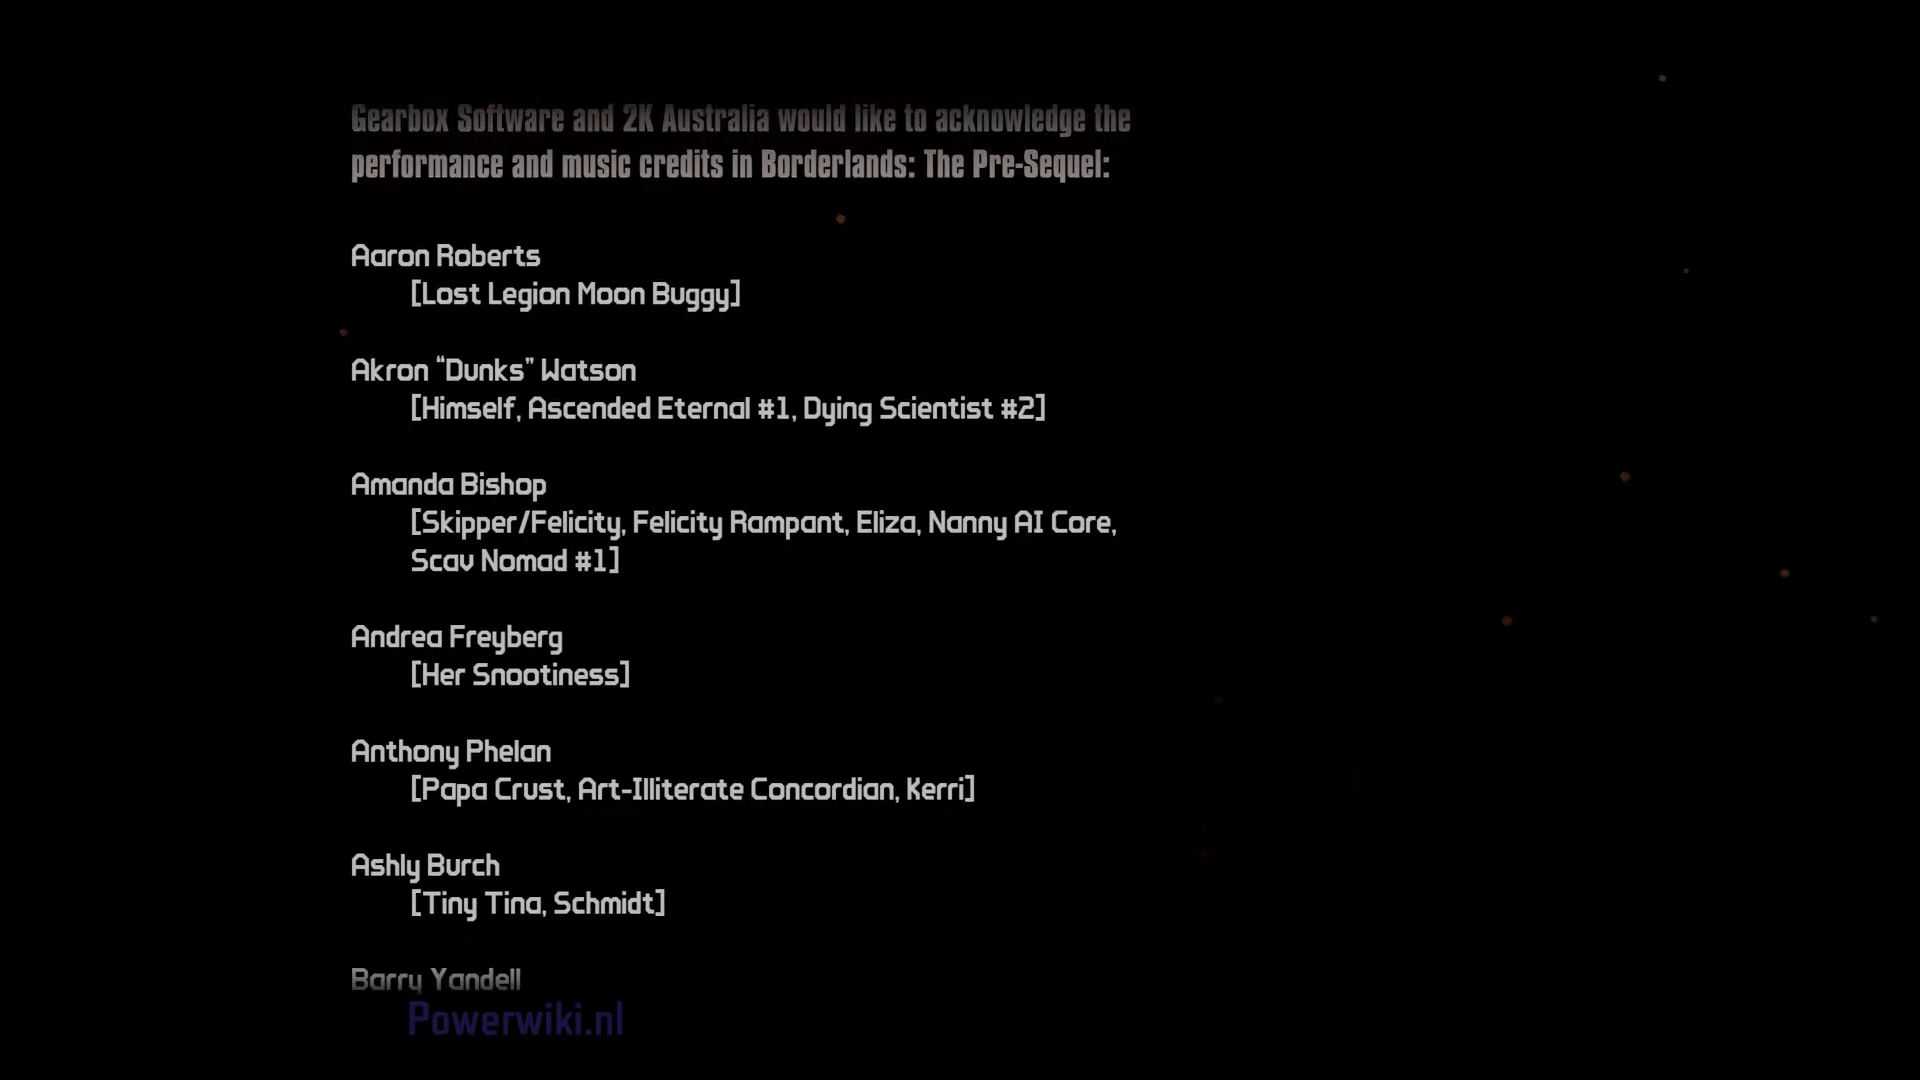 Gearbox Software and 2K Australia would like to acknowledge the
performance and music credits in Borderlands: The Pre-Sequel:
Aaron Roberts
[Lost Legion Moon Buggy]
Akron “Dunks” Watson
[Himself, Ascended Eternal #1, Dying Scientist #2]
Amanda Bishop
[Skipper/Felicity, Felicity Rampant, Eliza, Nanny AI Core,
Scav Nomad #1]
Andrea Freyberg
[Her Snootiness]
Anthony Phelan
[Papa Crust, Art-Illiterate Concordian, Kerri]
Ashly Burch
[Tiny Tina, Schmidt]
Barry Yandell
Powerwiki.nl